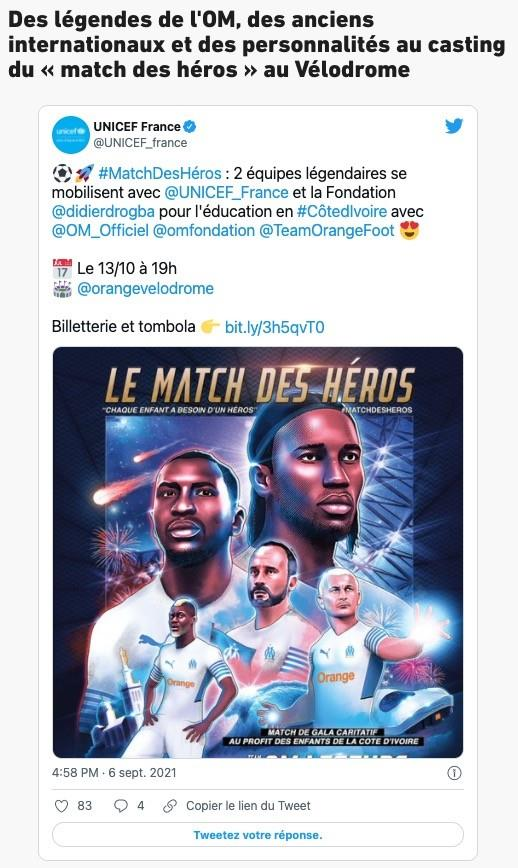 Des légendes de l'OM, des anciens
internationaux et des personnalités au casting
du « match des héros » au Vélodrome
unicef
UNICEF France
@UNICEF_france
⚽🚀 #MatchDesHéros : 2 équipes légendaires se
mobilisent avec @UNICEF_France et la Fondation
@didierdrogba pour l'éducation en #CôtedIvoire avec
@OM_Officiel @omfondation @TeamOrangeFoot 😍
📅 Le 13/10 à 19h
🏟 @orangevelodrome
Billetterie et tombola 👉 bit.ly/3h5qvT0
LE MATCH DES HÉROS
"CHAQUE ENFANT A BESOIN D'UN HÉROS"
#MATCHDESHEROS
Orange
Orange
MATCH DE GALA CARITATIF
AU PROFIT DES ENFANTS DE LA COTE D'IVOIRE
4:58 PM · 6 sept. 2021
83
4
Copier le lien du Tweet
Tweetez votre réponse.